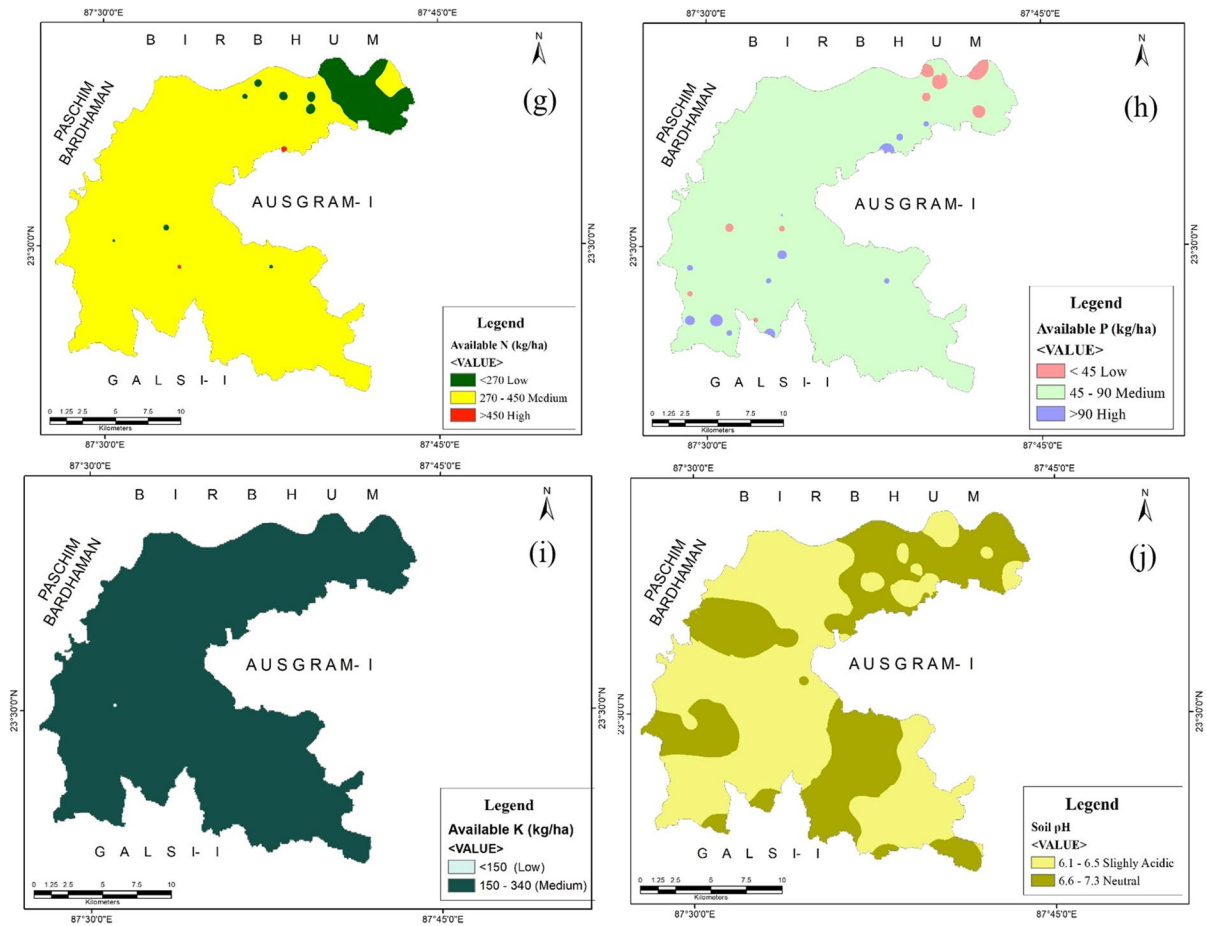 87°30'0"E 87°45'0"E
B I R B H U M
N
(g)
PASCHIM
BARDHAMAN
AUSGRAM- I
23°30'0"N
23°30'0"N
G A L S I- I
Legend
Available N (kg/ha)
<VALUE>
<270 Low
270 - 450 Medium
>450 High
0 1.25 2.5 5 7.5 10
Kilometers
87°30'0"E 87°45'0"E
87°30'0"E 87°45'0"E
B I R B H U M
N
(h)
PASCHIM
BARDHAMAN
AUSGRAM- I
23°30'0"N
23°30'0"N
G A L S I- I
Legend
Available P (kg/ha)
<VALUE>
< 45 Low
45 - 90 Medium
>90 High
0 1.25 2.5 5 7.5 10
Kilometers
87°30'0"E 87°45'0"E
87°30'0"E 87°45'0"E
B I R B H U M
N
(i)
PASCHIM
BARDHAMAN
AUSGRAM- I
23°30'0"N
23°30'0"N
G A L S I- I
Legend
Available K (kg/ha)
<VALUE>
<150 (Low)
150 - 340 (Medium)
0 1.25 2.5 5 7.5 10
Kilometers
87°30'0"E 87°45'0"E
87°30'0"E 87°45'0"E
B I R B H U M
N
(j)
PASCHIM
BARDHAMAN
AUSGRAM- I
23°30'0"N
23°30'0"N
G A L S I- I
Legend
Soil pH
<VALUE>
6.1 - 6.5 Slighly Acidic
6.6 - 7.3 Neutral
0 1.25 2.5 5 7.5 10
Kilometers
87°30'0"E 87°45'0"E